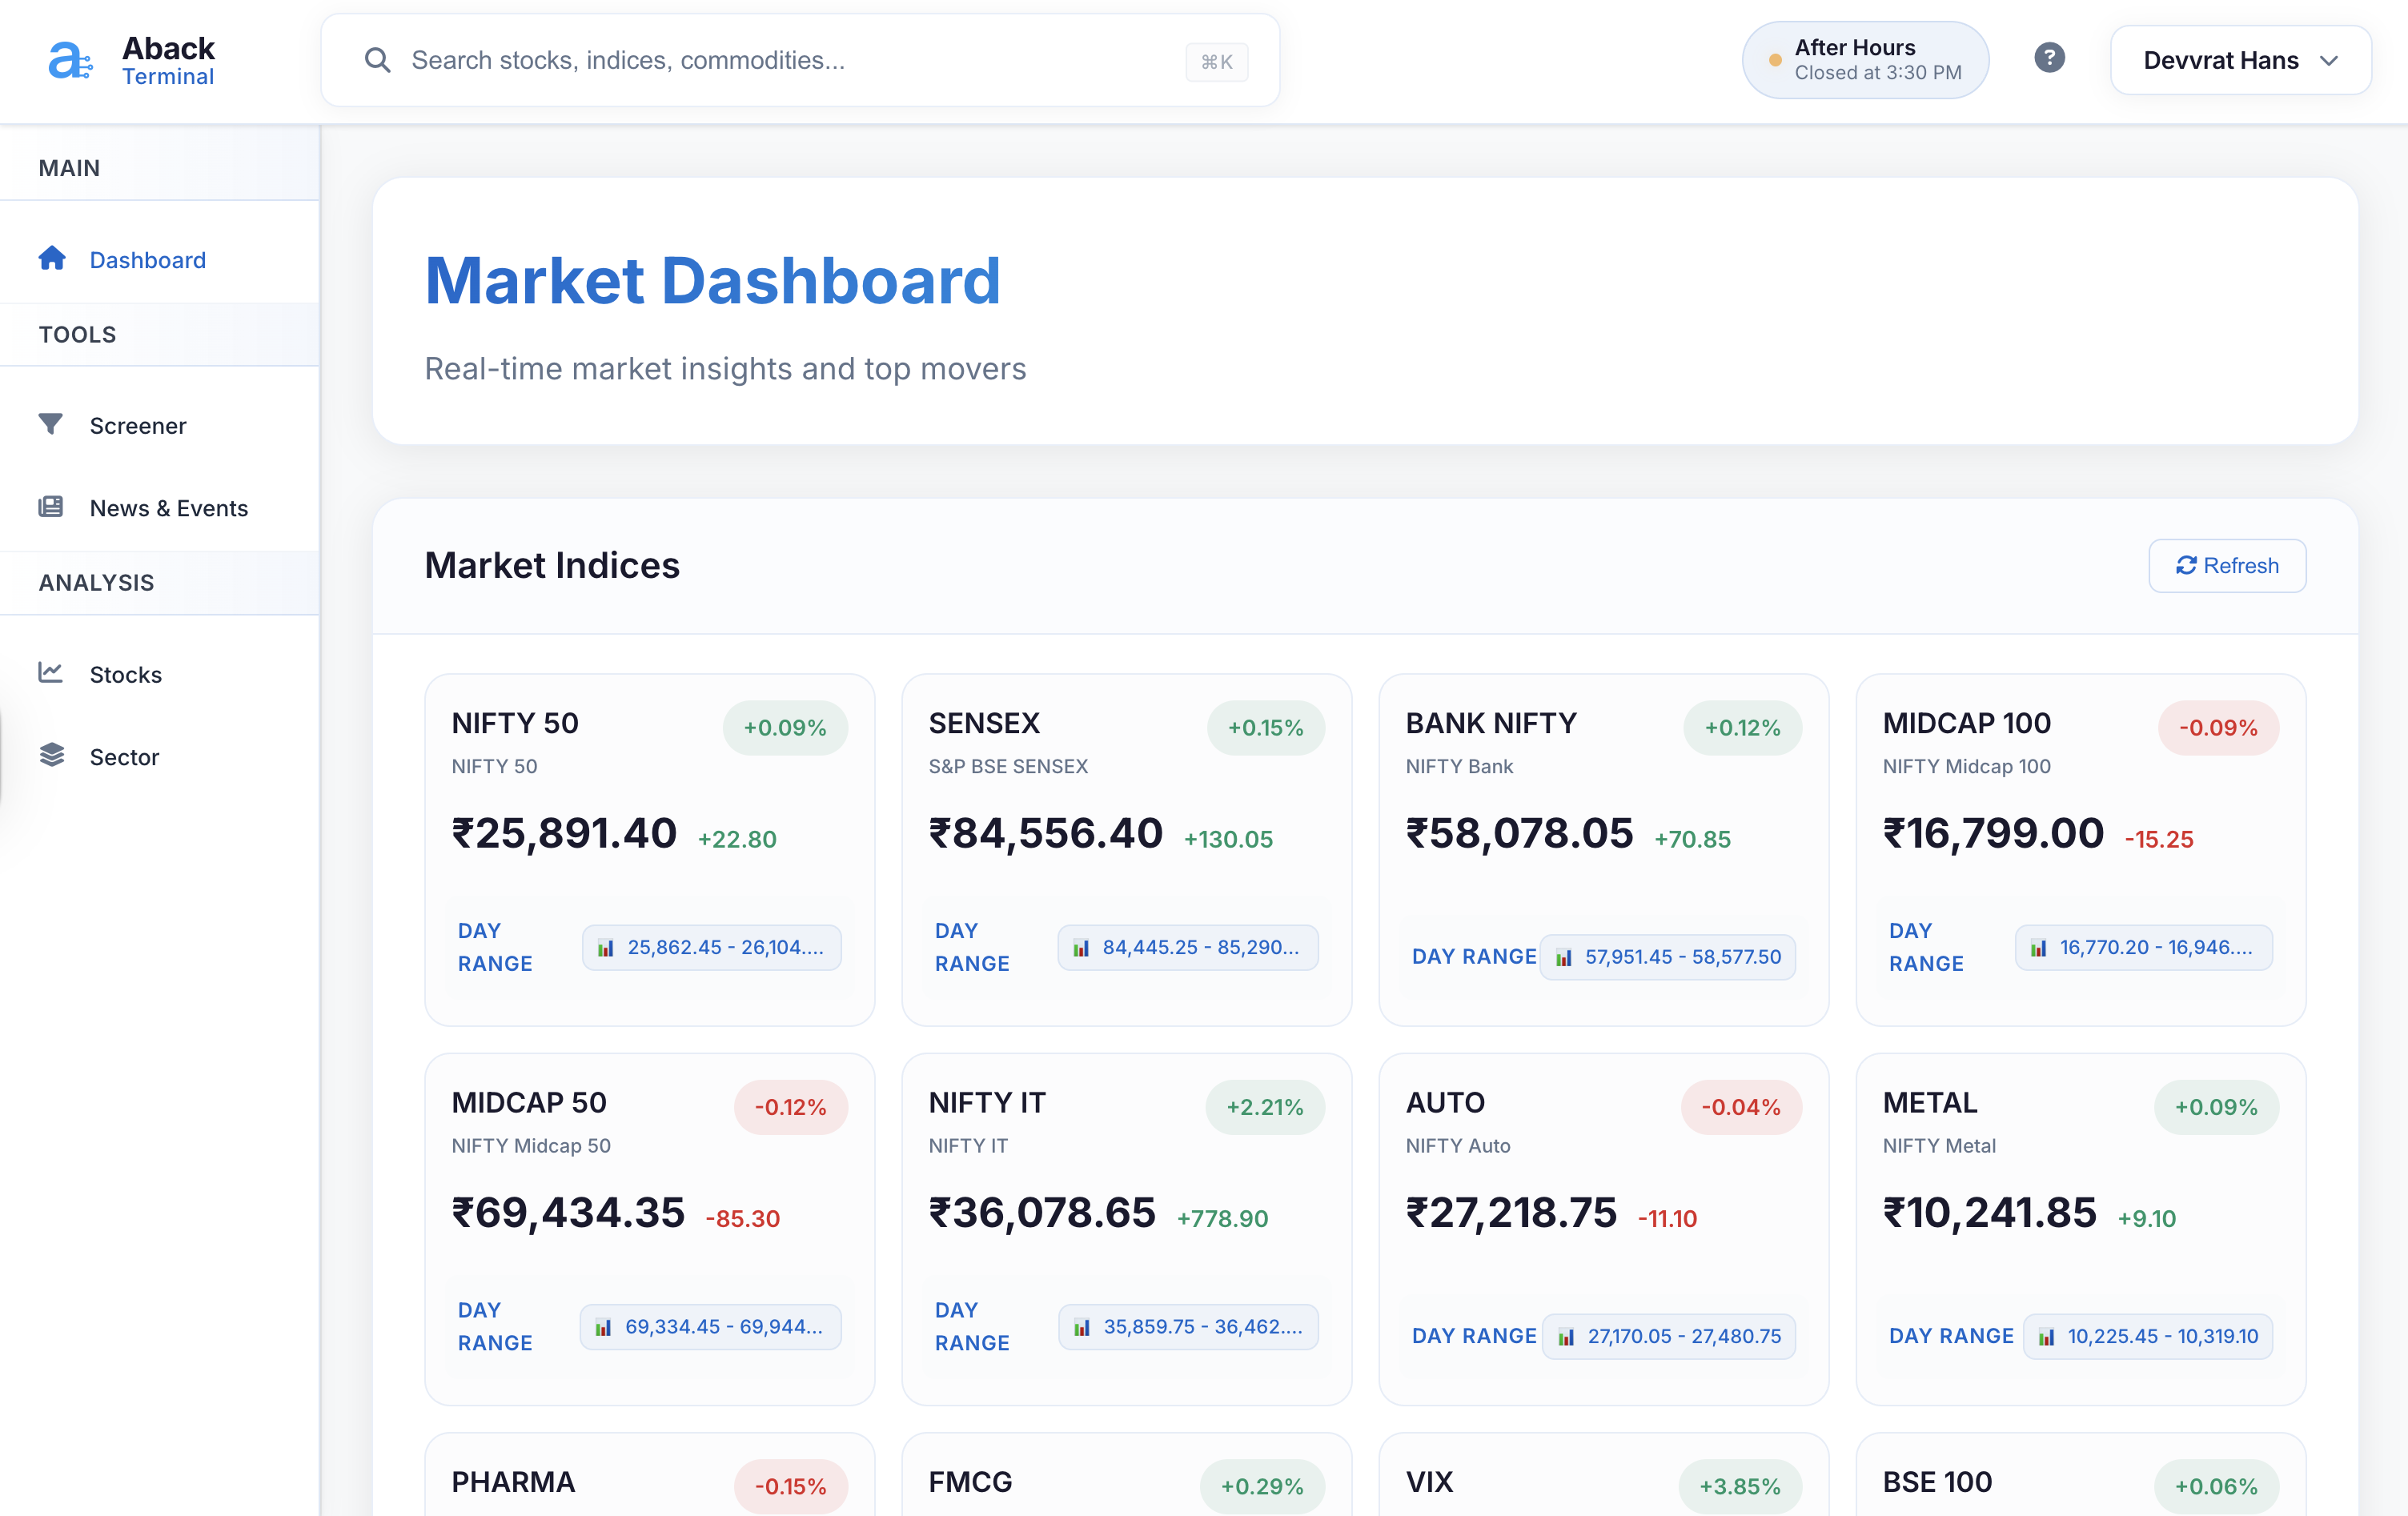 Aback
Terminal
Search stocks, indices, commodities...
⌘K
After Hours
Closed at 3:30 PM
?
Devvrat Hans
MAIN
Dashboard
TOOLS
Screener
News & Events
ANALYSIS
Stocks
Sector
Market Dashboard
Real-time market insights and top movers
Market Indices
Refresh
NIFTY 50
+0.09%
NIFTY 50
₹25,891.40 +22.80
DAY RANGE
25,862.45 - 26,104....
SENSEX
+0.15%
S&P BSE SENSEX
₹84,556.40 +130.05
DAY RANGE
84,445.25 - 85,290...
BANK NIFTY
+0.12%
NIFTY Bank
₹58,078.05 +70.85
DAY RANGE
57,951.45 - 58,577.50
MIDCAP 100
-0.09%
NIFTY Midcap 100
₹16,799.00 -15.25
DAY RANGE
16,770.20 - 16,946....
MIDCAP 50
-0.12%
NIFTY Midcap 50
₹69,434.35 -85.30
DAY RANGE
69,334.45 - 69,944...
NIFTY IT
+2.21%
NIFTY IT
₹36,078.65 +778.90
DAY RANGE
35,859.75 - 36,462....
AUTO
-0.04%
NIFTY Auto
₹27,218.75 -11.10
DAY RANGE
27,170.05 - 27,480.75
METAL
+0.09%
NIFTY Metal
₹10,241.85 +9.10
DAY RANGE
10,225.45 - 10,319.10
PHARMA
-0.15%
FMCG
+0.29%
VIX
+3.85%
BSE 100
+0.06%